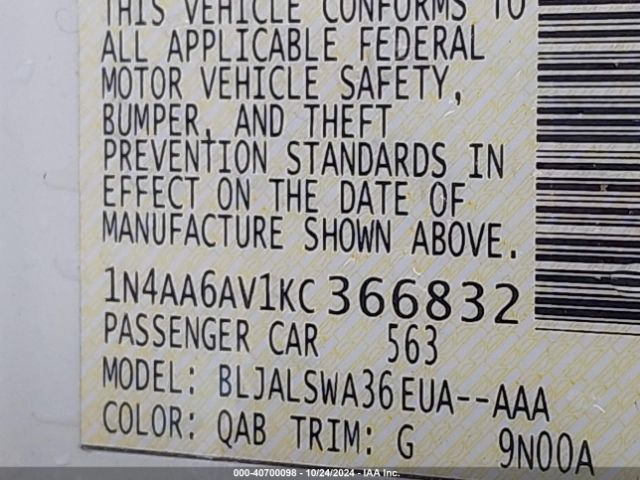 THIS VEHICLE CONFORMS TO
ALL APPLICABLE FEDERAL
MOTOR VEHICLE SAFETY,
BUMPER, AND THEFT
PREVENTION STANDARDS IN
EFFECT ON THE DATE OF
MANUFACTURE SHOWN ABOVE.
1N4AA6AV1KC366832
PASSENGER CAR 563
MODEL: BLJALSWA36EUA--AAA
COLOR: QAB TRIM: G 9N00A
000-40700098 - 10/24/2024 - IAA Inc.